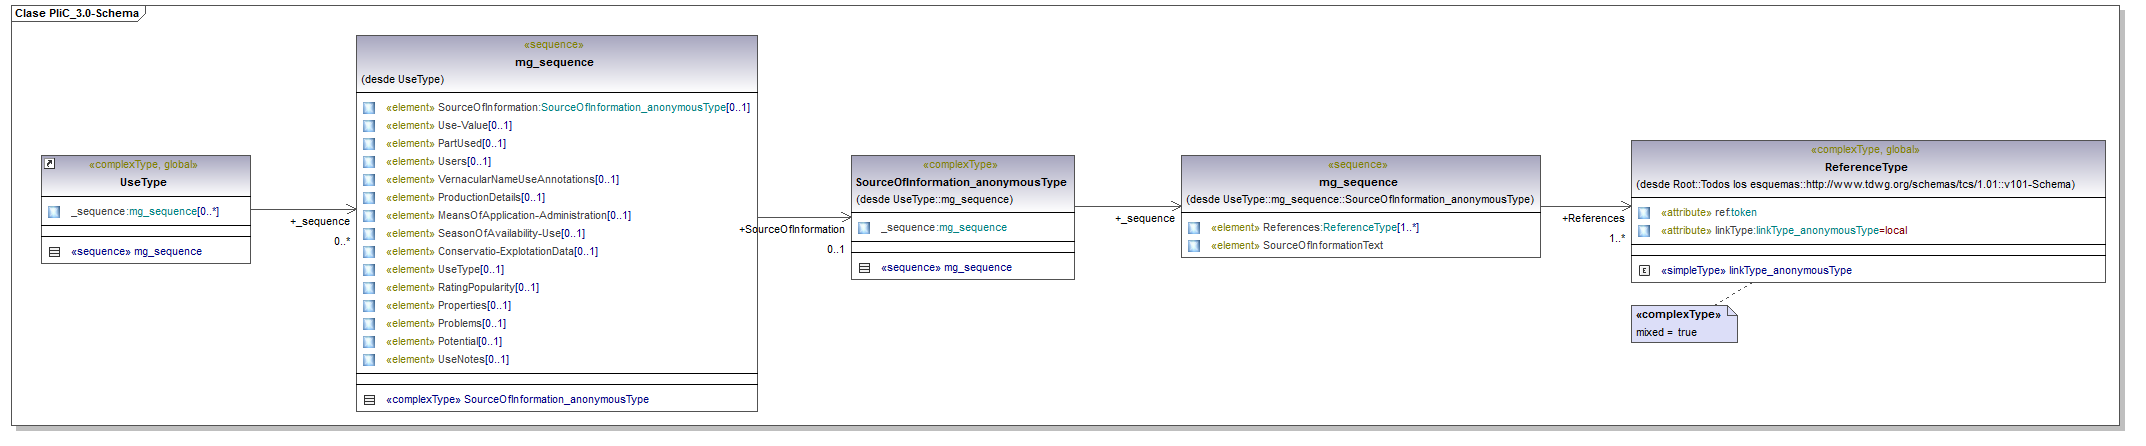 Clase PliC_3.0-Schema
«complexType, global»
UseType
_sequence:mg_sequence[0..*]
«sequence» mg_sequence
+_sequence
0..*
«sequence»
mg_sequence
(desde UseType)
«element» SourceOfInformation:SourceOfInformation_anonymousType[0..1]
«element» Use-Value[0..1]
«element» PartUsed[0..1]
«element» Users[0..1]
«element» VernacularNameUseAnnotations[0..1]
«element» ProductionDetails[0..1]
«element» MeansOfApplication-Administration[0..1]
«element» SeasonOfAvailability-Use[0..1]
«element» Conservatio-ExplotationData[0..1]
«element» UseType[0..1]
«element» RatingPopularity[0..1]
«element» Properties[0..1]
«element» Problems[0..1]
«element» Potential[0..1]
«element» UseNotes[0..1]
«complexType» SourceOfInformation_anonymousType
+SourceOfInformation
0..1
«complexType»
SourceOfInformation_anonymousType
(desde UseType::mg_sequence)
_sequence:mg_sequence
«sequence» mg_sequence
+_sequence
«sequence»
mg_sequence
(desde UseType::mg_sequence::SourceOfInformation_anonymousType)
«element» References:ReferenceType[1..*]
«element» SourceOfInformationText
+References
1..*
«complexType, global»
ReferenceType
(desde Root::Todos los esquemas::http://www.tdwg.org/schemas/tcs/1.01::v101-Schema)
«attribute» ref:token
«attribute» linkType:linkType_anonymousType=local
E
«simpleType» linkType_anonymousType
«complexType»
mixed = true